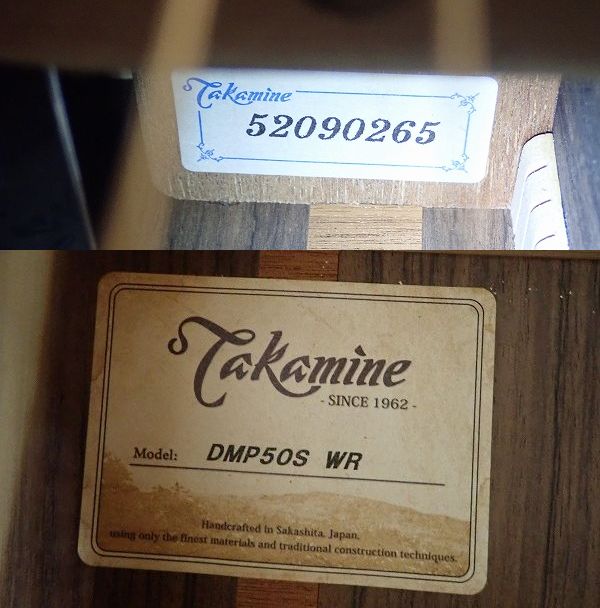 Takamine
52090265
Takamine
- SINCE 1962 -
Model: DMP50S WR
Handcrafted in Sakashita, Japan,
using only the finest materials and traditional construction techniques.